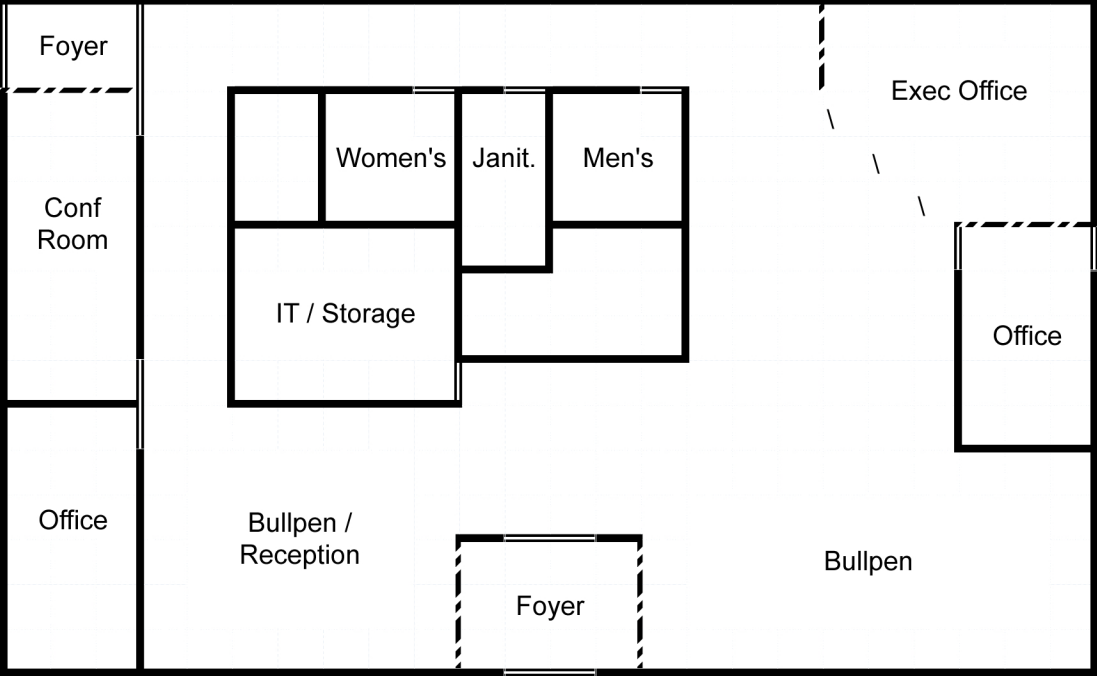 Foyer
Exec Office
Women's
Janit.
Men's
Conf
Room
IT / Storage
Office
Office
Bullpen /
Reception
Bullpen
Foyer